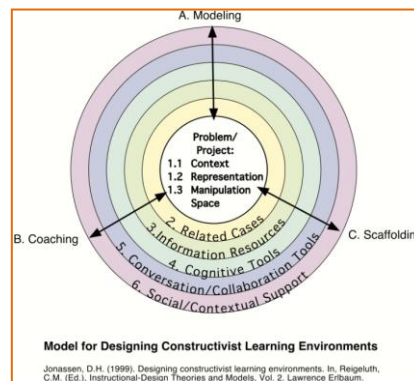 A. Modeling
Problem/
Project:
1.1 Context
1.2 Representation
1.3 Manipulation
Space
2. Related Cases
3.Information Resources
4. Cognitive Tools
5. Conversation/Collaboration Tools
6. Social/Contextual Support
B. Coaching
C. Scaffoldin
Model for Designing Constructivist Learning Environments
Jonassen, D.H. (1999). Designing constructivist learning environments. In, Reigeluth,
C.M. (Ed.), Instructional-Design Theories and Models, Vol. 2. Lawrence Erlbaum.